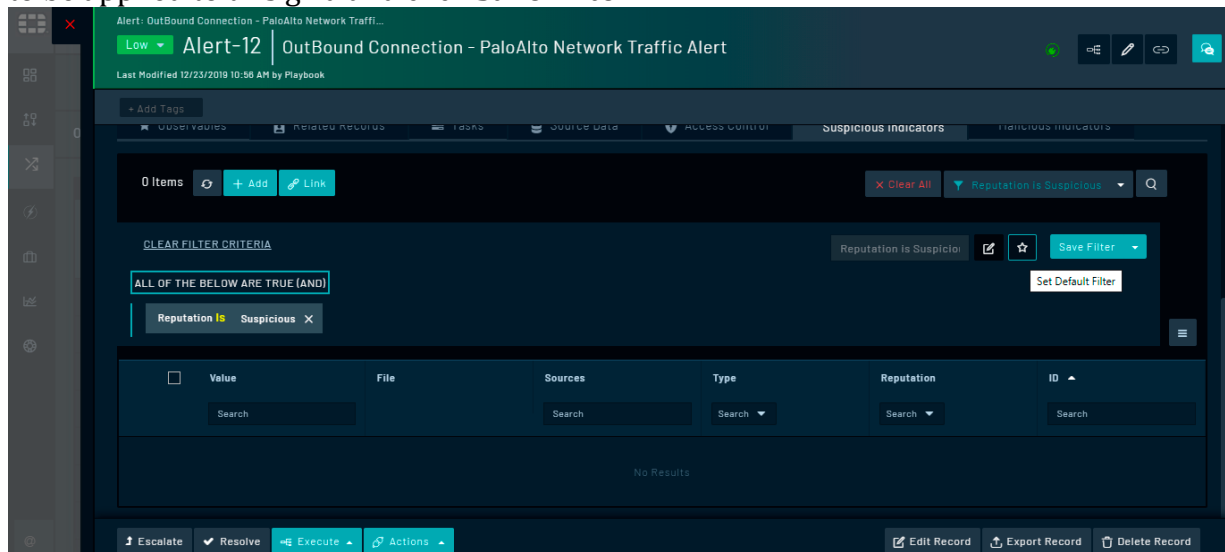 Alert: OutBound Connection - PaloAlto Network Traffi...
Low Alert-12 OutBound Connection - PaloAlto Network Traffic Alert
Last Modified 12/23/2019 10:56 AM by Playbook
+ Add Tags
Observables Related Records Tasks Source Data Access Control Suspicious Indicators Malicious Indicators
0 Items + Add Link × Clear All Reputation is Suspicious
CLEAR FILTER CRITERIA Reputation is Suspicio Save Filter
ALL OF THE BELOW ARE TRUE (AND) Set Default Filter
Reputation Is Suspicious ×
Value File Sources Type Reputation ID
Search Search Search Search Search
No Results
Escalate Resolve Execute Actions Edit Record Export Record Delete Record